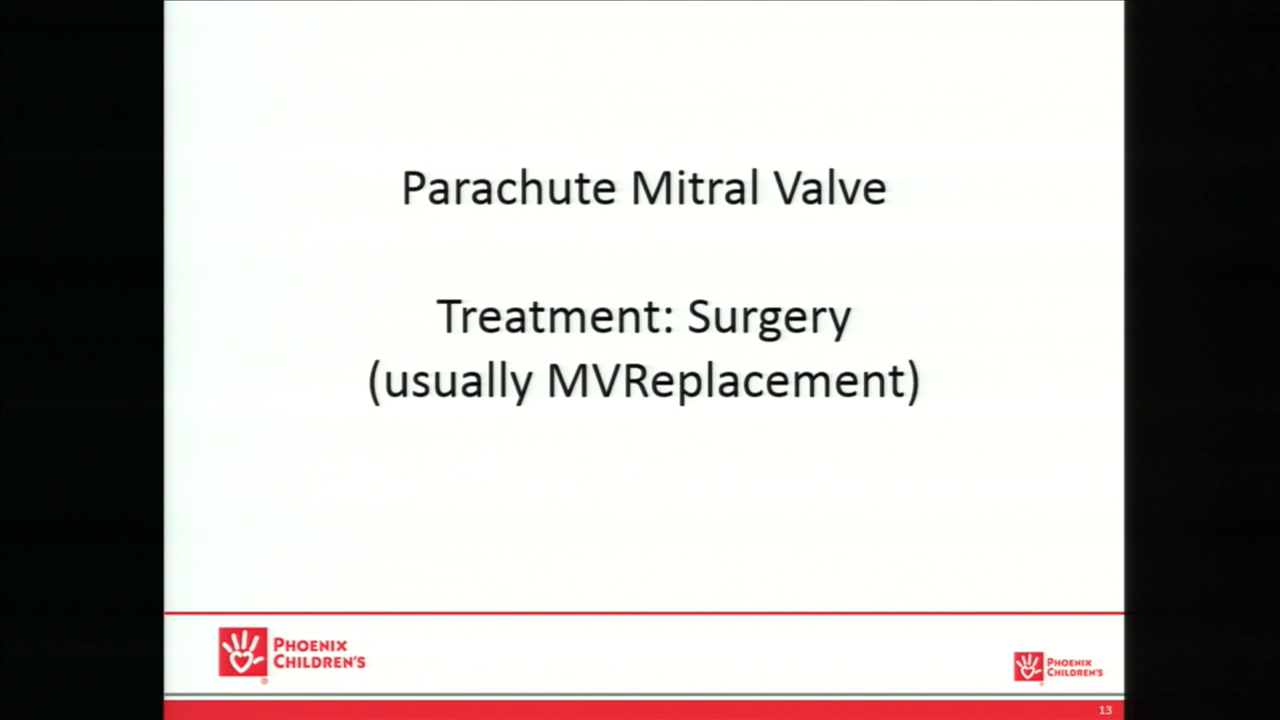 Parachute Mitral Valve
Treatment: Surgery
(usually MVReplacement)
PHOENIX
CHILDREN'S
PHOENIX
CHILDREN'S
13